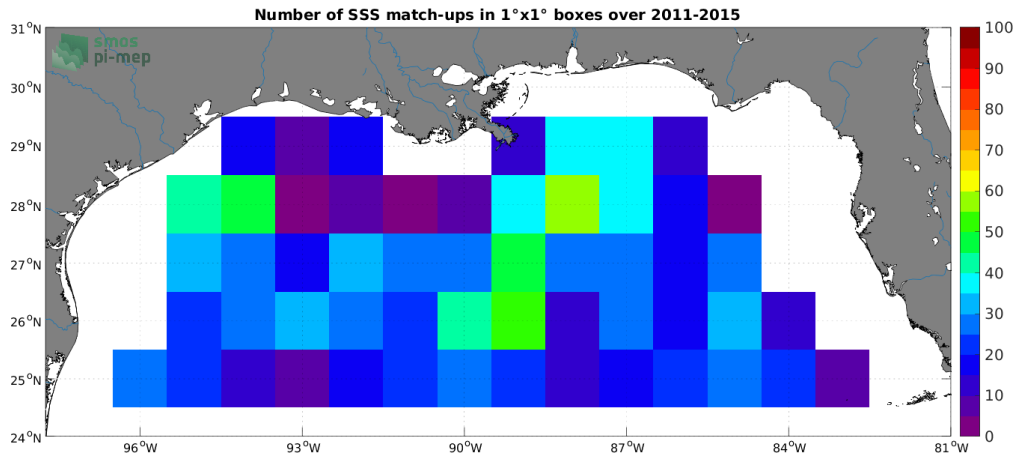 Number of SSS match-ups in 1°x1° boxes over 2011-2015
smos
pi-mep
31°N
30°N
29°N
28°N
27°N
26°N
25°N
24°N
96°W
93°W
90°W
87°W
84°W
81°W
100
90
80
70
60
50
40
30
20
10
0